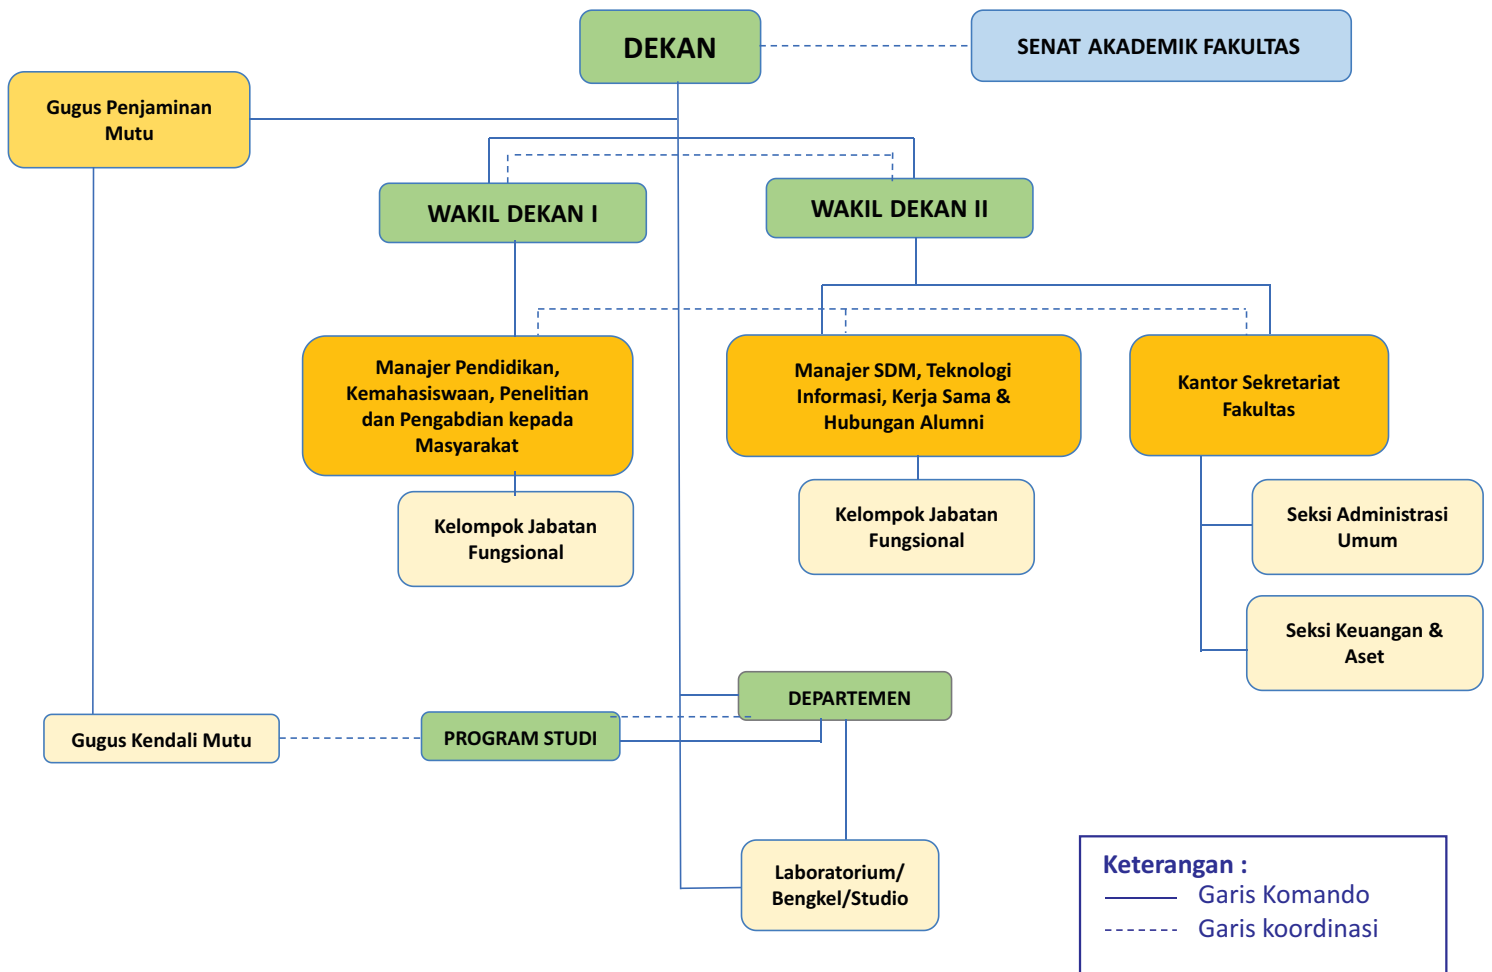 DEKAN
SENAT AKADEMIK FAKULTAS
Gugus Penjaminan
Mutu
WAKIL DEKAN I
WAKIL DEKAN II
Manajer Pendidikan,
Kemahasiswaan, Penelitian
dan Pengabdian kepada
Masyarakat
Manajer SDM, Teknologi
Informasi, Kerja Sama &
Hubungan Alumni
Kantor Sekretariat
Fakultas
Kelompok Jabatan
Fungsional
Kelompok Jabatan
Fungsional
Seksi Administrasi
Umum
Seksi Keuangan &
Aset
DEPARTEMEN
Gugus Kendali Mutu
PROGRAM STUDI
Laboratorium/
Bengkel/Studio
Keterangan :
Garis Komando
Garis koordinasi